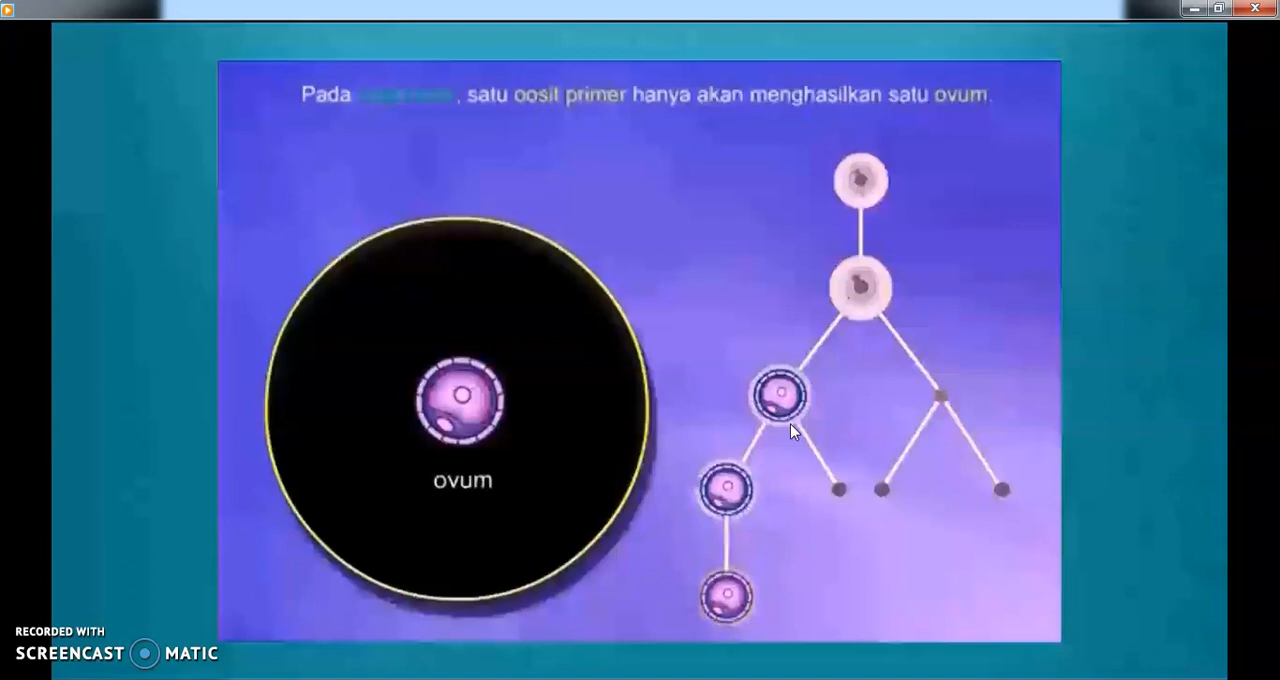 Pada , satu oosit primer hanya akan menghasilkan satu ovum.
ovum
RECORDED WITH
SCREENCAST MATIC